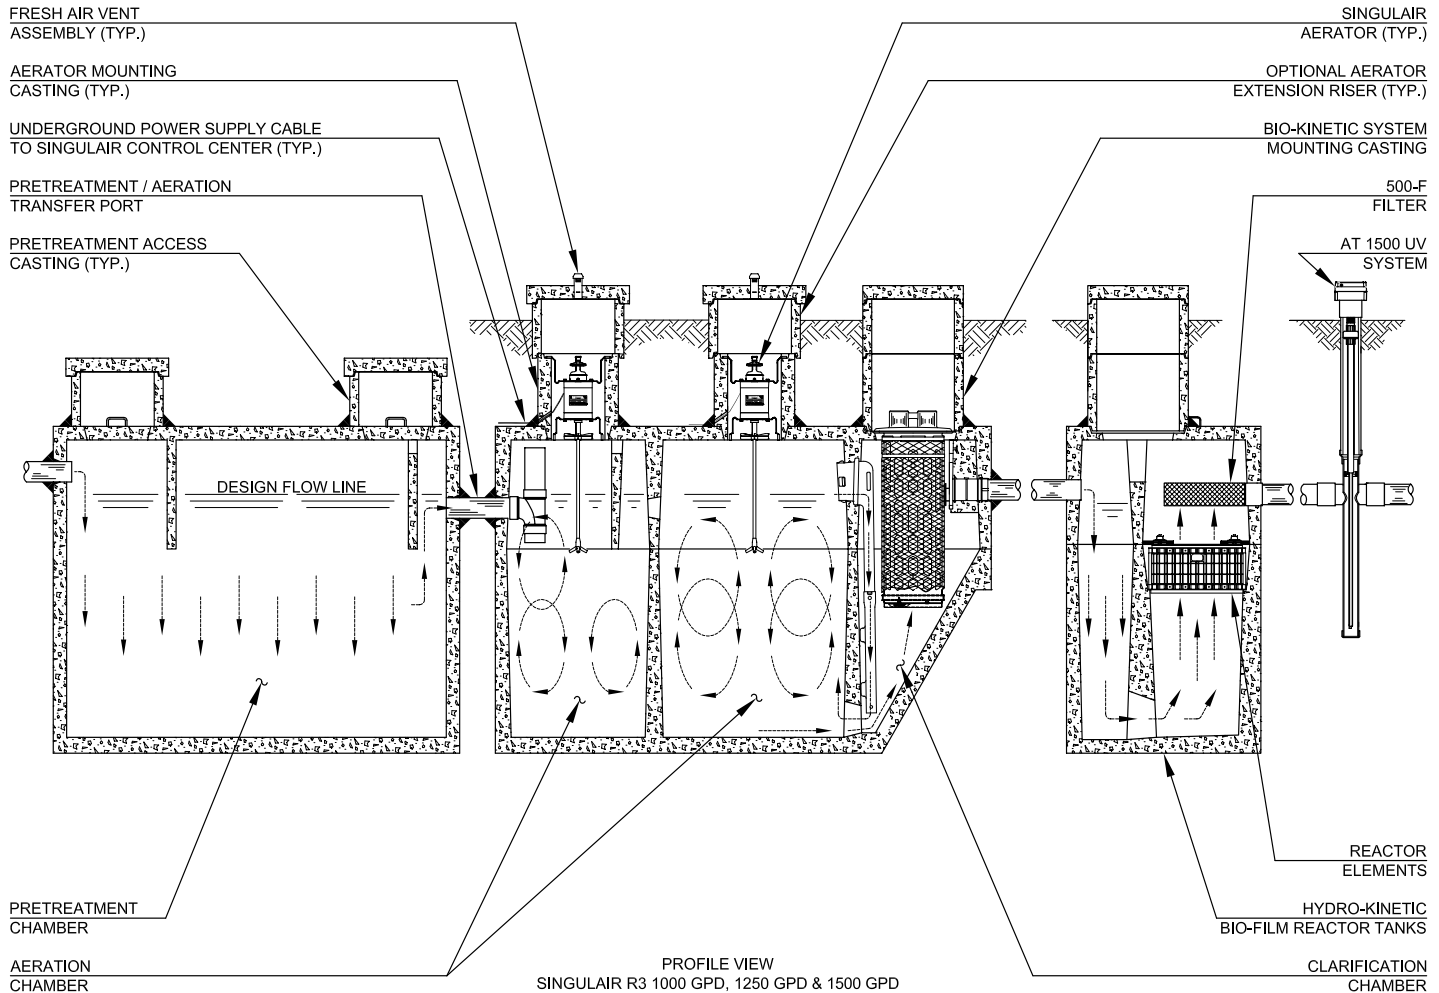 FRESH AIR VENT
ASSEMBLY (TYP.)
AERATOR MOUNTING
CASTING (TYP.)
UNDERGROUND POWER SUPPLY CABLE
TO SINGULAIR CONTROL CENTER (TYP.)
PRETREATMENT / AERATION
TRANSFER PORT
PRETREATMENT ACCESS
CASTING (TYP.)
SINGULAIR
AERATOR (TYP.)
OPTIONAL AERATOR
EXTENSION RISER (TYP.)
BIO-KINETIC SYSTEM
MOUNTING CASTING
500-F
FILTER
AT 1500 UV
SYSTEM
DESIGN FLOW LINE
PRETREATMENT
CHAMBER
AERATION
CHAMBER
REACTOR
ELEMENTS
HYDRO-KINETIC
BIO-FILM REACTOR TANKS
CLARIFICATION
CHAMBER
PROFILE VIEW
SINGULAIR R3 1000 GPD, 1250 GPD & 1500 GPD